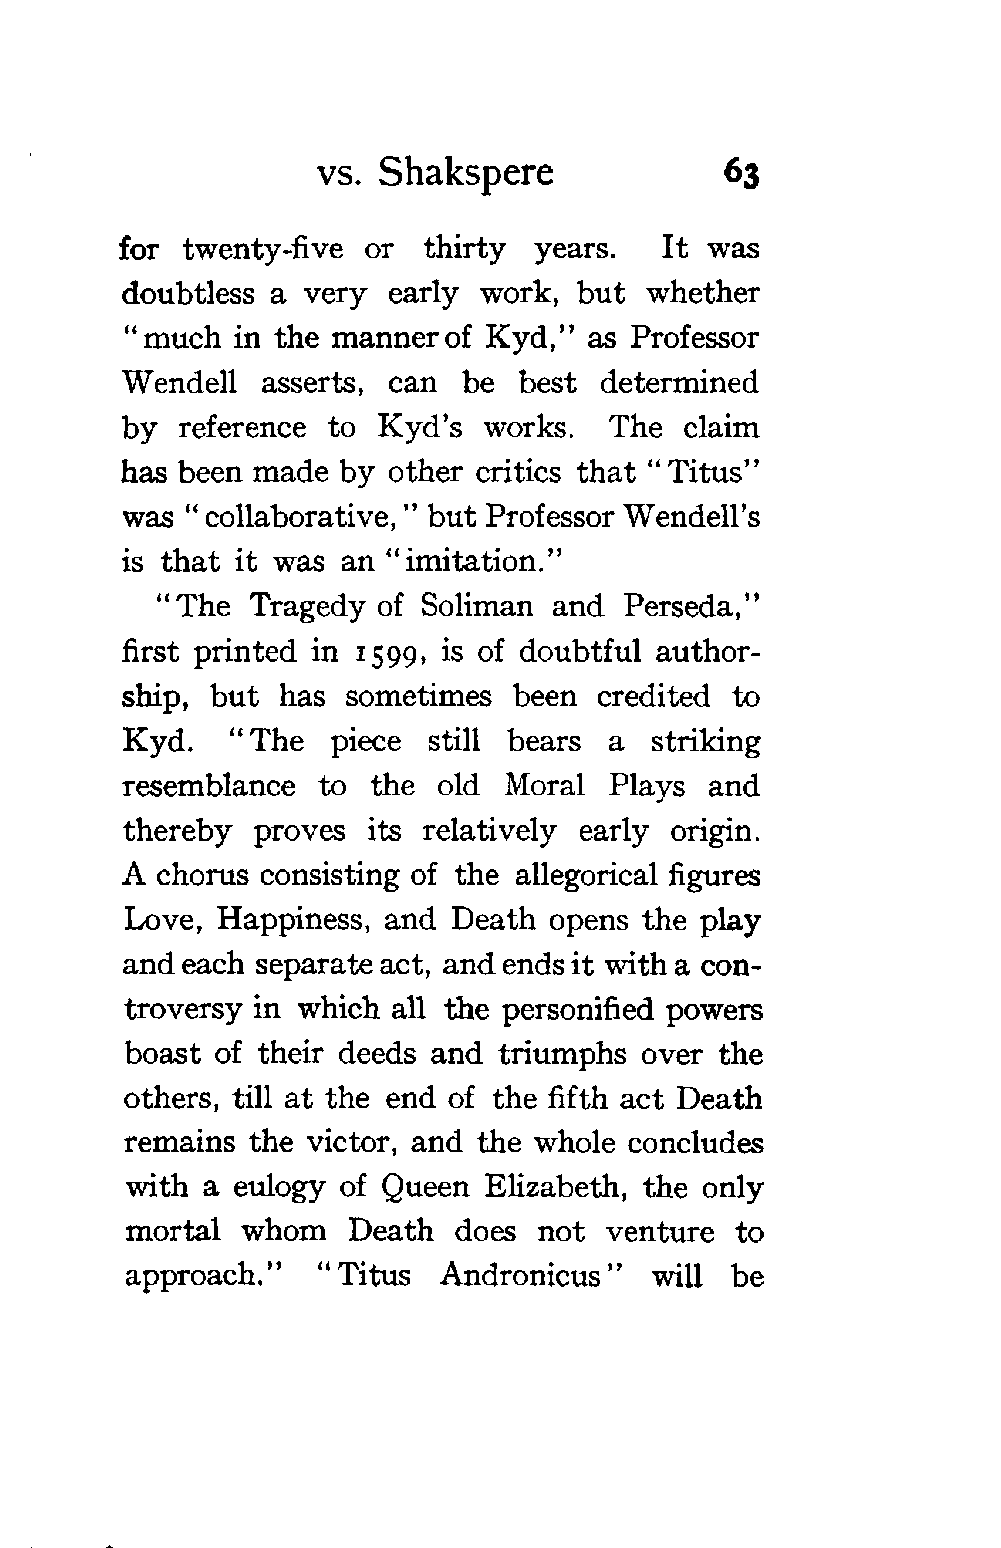 vs. Shakspere 63
for twenty-five or thirty years. It was
doubtless a very early work, but whether
"much in the manner of Kyd," as Professor
Wendell asserts, can be best determined
by reference to Kyd's works. The claim
has been made by other critics that "Titus"
was "collaborative," but Professor Wendell's
is that it was an "imitation."
"The Tragedy of Soliman and Perseda,"
first printed in 1599, is of doubtful author-
ship, but has sometimes been credited to
Kyd. "The piece still bears a striking
resemblance to the old Moral Plays and
thereby proves its relatively early origin.
A chorus consisting of the allegorical figures
Love, Happiness, and Death opens the play
and each separate act, and ends it with a con-
troversy in which all the personified powers
boast of their deeds and triumphs over the
others, till at the end of the fifth act Death
remains the victor, and the whole concludes
with a eulogy of Queen Elizabeth, the only
mortal whom Death does not venture to
approach." "Titus Andronicus" will be